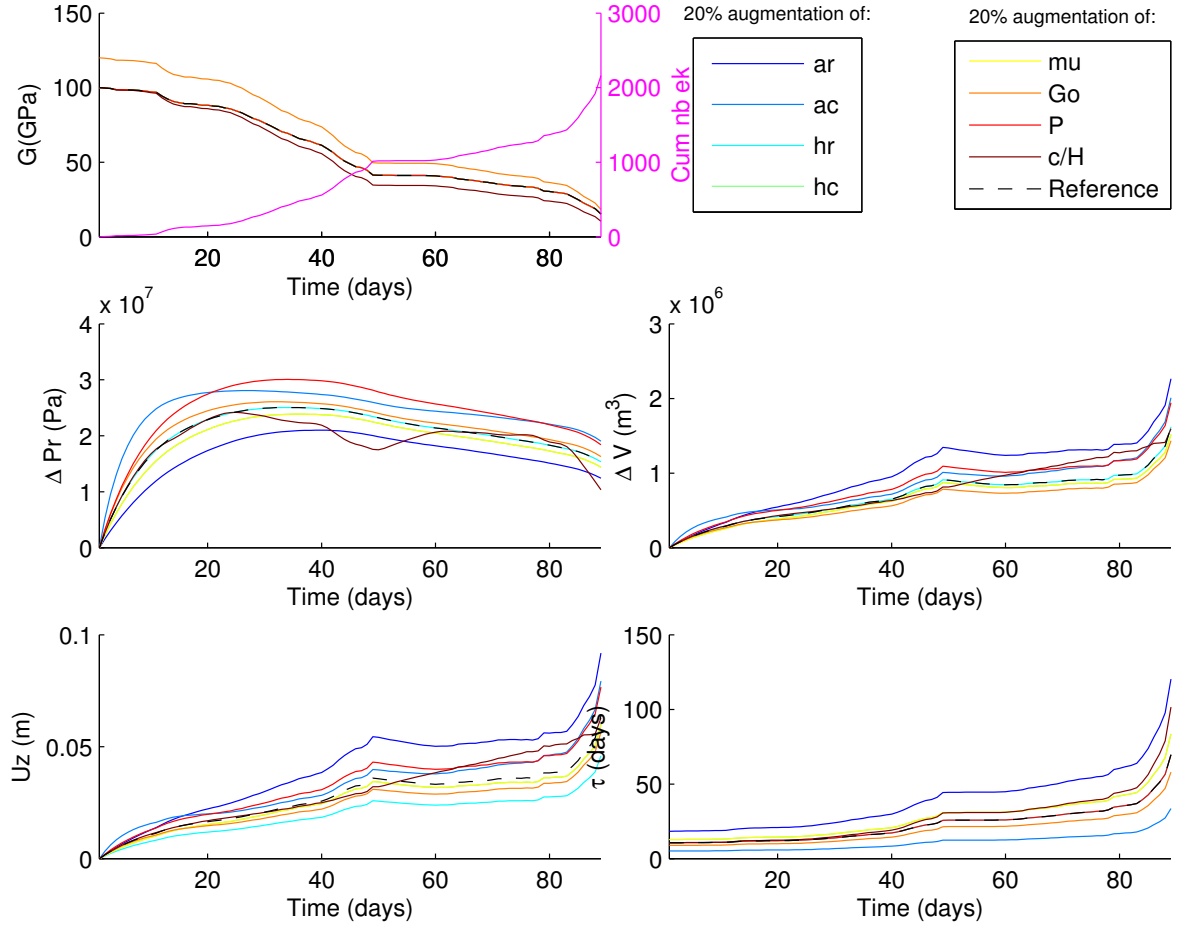 20% augmentation of:
ar
ac
hr
hc
20% augmentation of:
mu
Go
P
c/H
Reference
150
100
50
0
G(GPa)
3000
2000
1000
0
Cum nb ek
20 40 60 80
Time (days)
x 10^7
4
3
2
1
0
Δ Pr (Pa)
20 40 60 80
Time (days)
x 10^6
3
2
1
0
Δ V (m^3)
20 40 60 80
Time (days)
0.1
0.05
0
Uz (m)
20 40 60 80
Time (days)
150
100
50
0
τ (days)
20 40 60 80
Time (days)